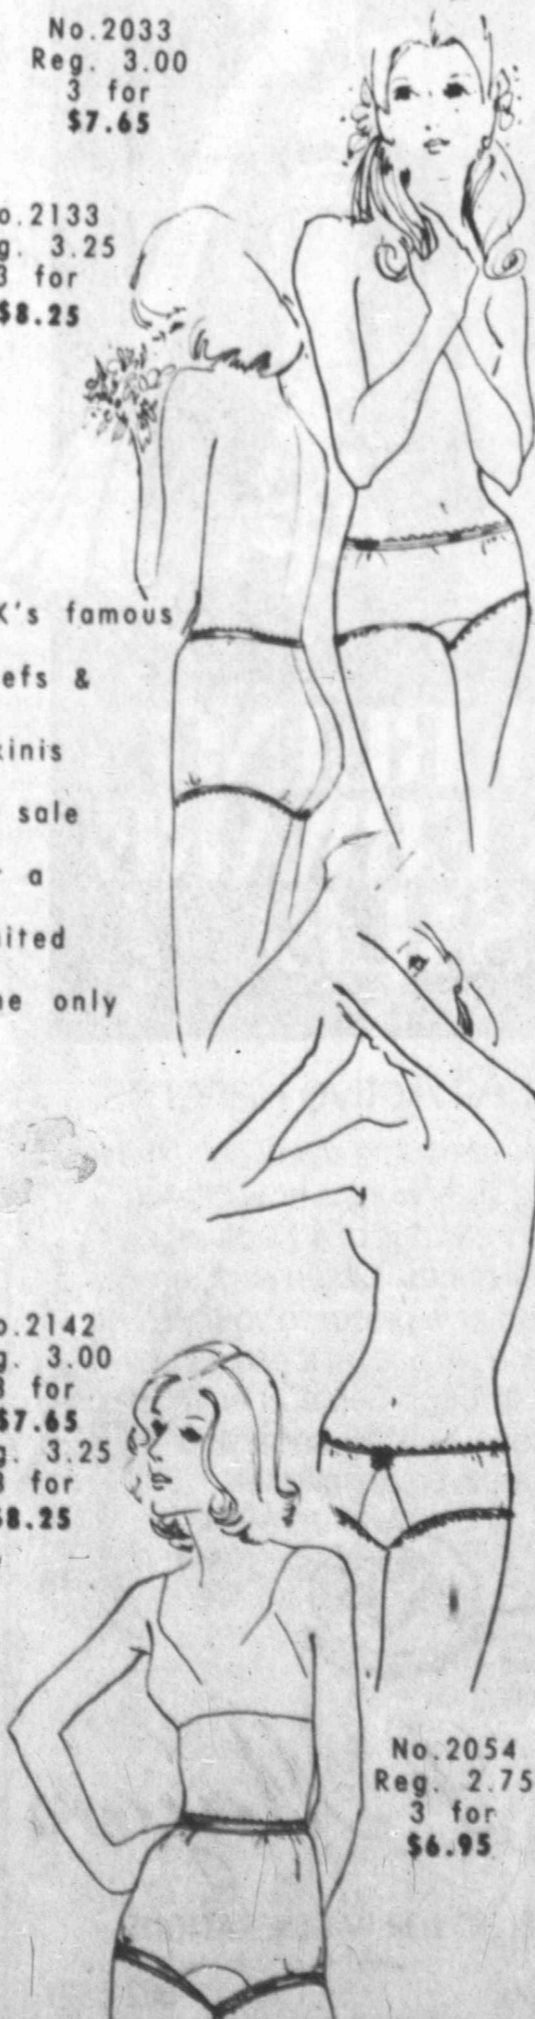 No.2033
Reg. 3.00
3 for
$7.65
o.2133
g. 3.25
3 for
$8.25
K's famous
efs &
kinis
sale
a
ited
e only
o.2142
g. 3.00
3 for
$7.65
g. 3.25
3 for
$8.25
No.2054
Reg. 2.75
3 for
$6.95